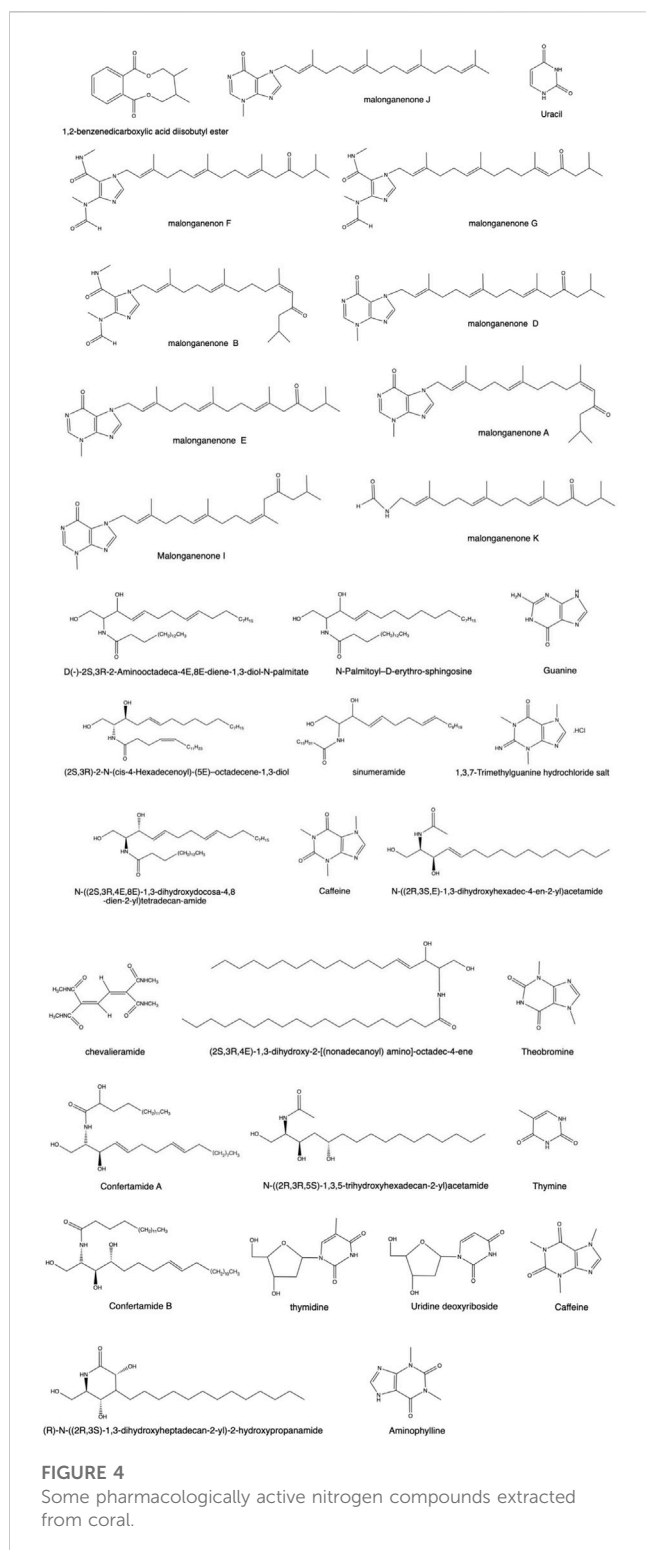 1,2-benzenedicarboxylic acid diisobutyl ester
malonganenone J
Uracil
malonganenon F
malonganenone G
malonganenone B
malonganenone D
malonganenone E
malonganenone A
Malonganenone I
malonganenone K
D(-)-2S,3R-2-Aminooctadeca-4E,8E-diene-1,3-diol-N-palmitate
N-Palmitoyl–D-erythro-sphingosine
Guanine
(2S,3R)-2-N-(cis-4-Hexadecenoyl)-(5E)–octadecene-1,3-diol
sinumeramide
.HCl
1,3,7-Trimethylguanine hydrochloride salt
N-((2S,3R,4E,8E)-1,3-dihydroxydocosa-4,8
-dien-2-yl)tetradecan-amide
Caffeine
N-((2R,3S,E)-1,3-dihydroxyhexadec-4-en-2-yl)acetamide
chevalieramide
(2S,3R,4E)-1,3-dihydroxy-2-[(nonadecanoyl) amino]-octadec-4-ene
Theobromine
Confertamide A
N-((2R,3R,5S)-1,3,5-trihydroxyhexadecan-2-yl)acetamide
Thymine
Confertamide B
thymidine
Uridine deoxyriboside
Caffeine
(R)-N-((2R,3S)-1,3-dihydroxyheptadecan-2-yl)-2-hydroxypropanamide
Aminophylline
FIGURE 4
Some pharmacologically active nitrogen compounds extracted
from coral.